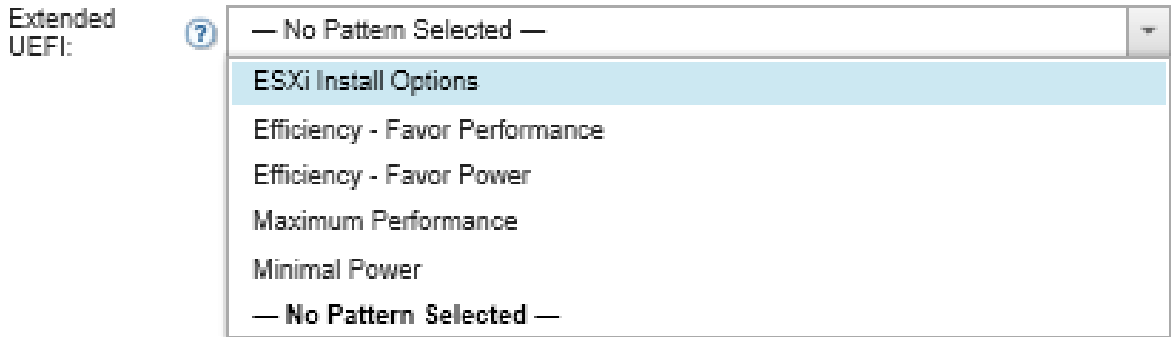 Extended
UEFI:
? — No Pattern Selected —
ESXi Install Options
Efficiency - Favor Performance
Efficiency - Favor Power
Maximum Performance
Minimal Power
— No Pattern Selected —